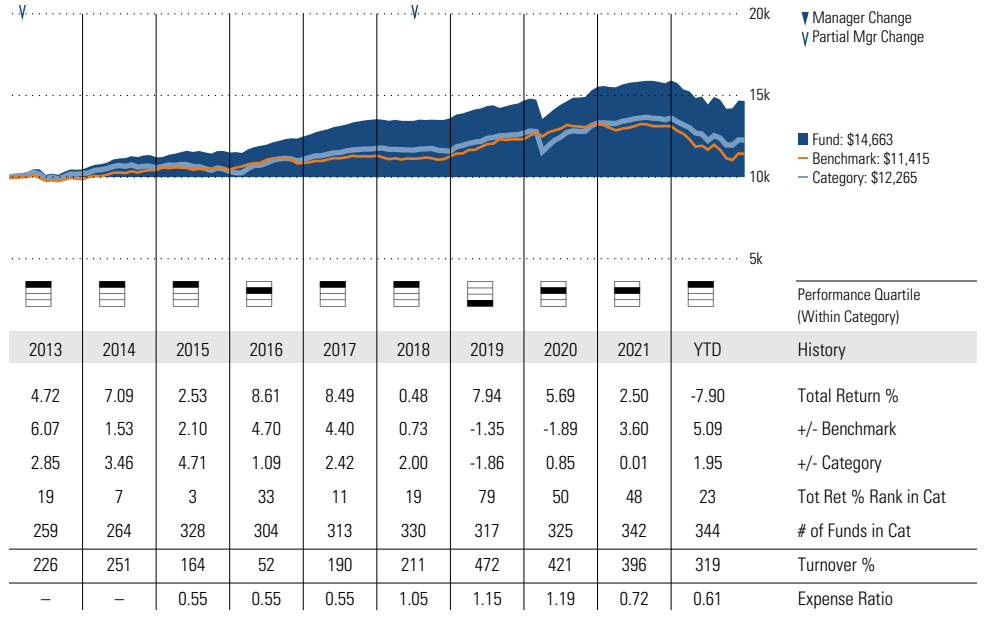 20k
Manager Change
Partial Mgr Change
15k
Fund: $14,663
Benchmark: $11,415
Category: $12,265
10k
5k
Performance Quartile
(Within Category)
2013 2014 2015 2016 2017 2018 2019 2020 2021 YTD History
4.72 7.09 2.53 8.61 8.49 0.48 7.94 5.69 2.50 -7.90 Total Return %
6.07 1.53 2.10 4.70 4.40 0.73 -1.35 -1.89 3.60 5.09 +/- Benchmark
2.85 3.46 4.71 1.09 2.42 2.00 -1.86 0.85 0.01 1.95 +/- Category
19 7 3 33 11 19 79 50 48 23 Tot Ret % Rank in Cat
259 264 328 304 313 330 317 325 342 344 # of Funds in Cat
226 251 164 52 190 211 472 421 396 319 Turnover %
– – 0.55 0.55 0.55 1.05 1.15 1.19 0.72 0.61 Expense Ratio